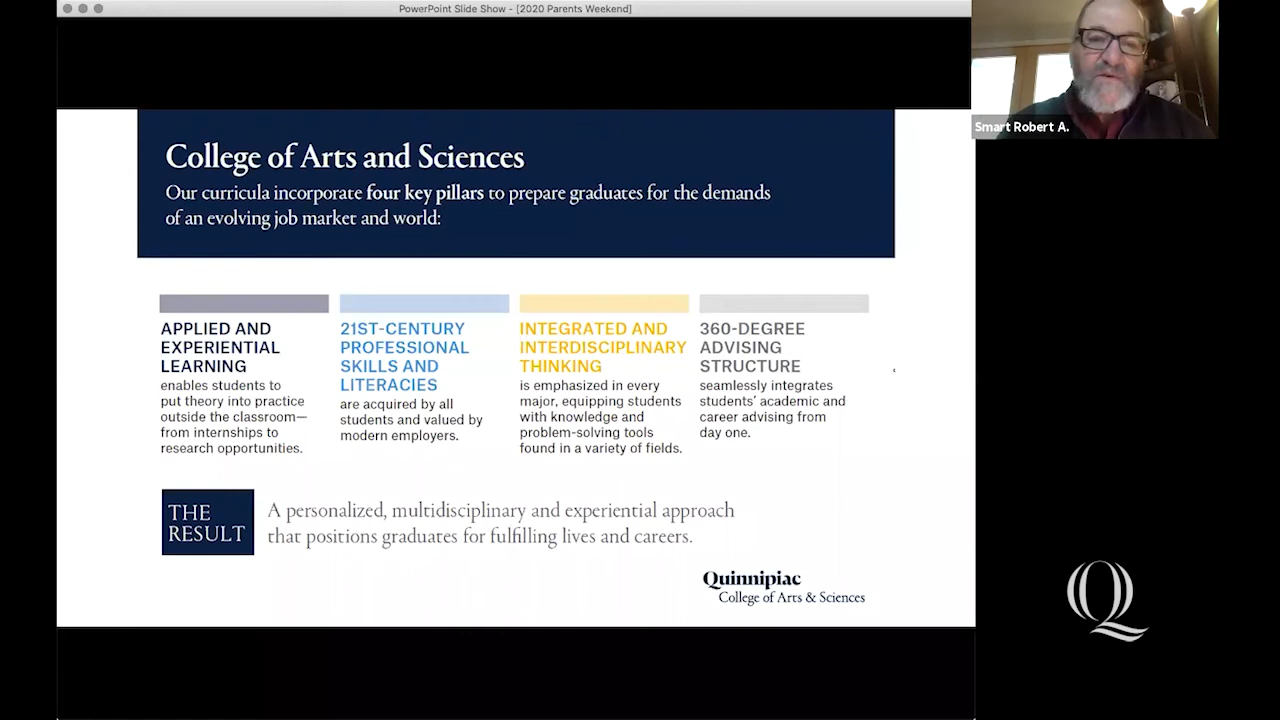 PowerPoint Slide Show - [2020 Parents Weekend]
Smart Robert A.
College of Arts and Sciences
Our curricula incorporate four key pillars to prepare graduates for the demands
of an evolving job market and world:
APPLIED AND
EXPERIENTIAL
LEARNING
enables students to
put theory into practice
outside the classroom—
from internships to
research opportunities.
21ST-CENTURY
PROFESSIONAL
SKILLS AND
LITERACIES
are acquired by all
students and valued by
modern employers.
INTEGRATED AND
INTERDISCIPLINARY
THINKING
is emphasized in every
major, equipping students
with knowledge and
problem-solving tools
found in a variety of fields.
360-DEGREE
ADVISING
STRUCTURE
seamlessly integrates
students' academic and
career advising from
day one.
THE
RESULT
A personalized, multidisciplinary and experiential approach
that positions graduates for fulfilling lives and careers.
Quinnipiac
College of Arts & Sciences
Q